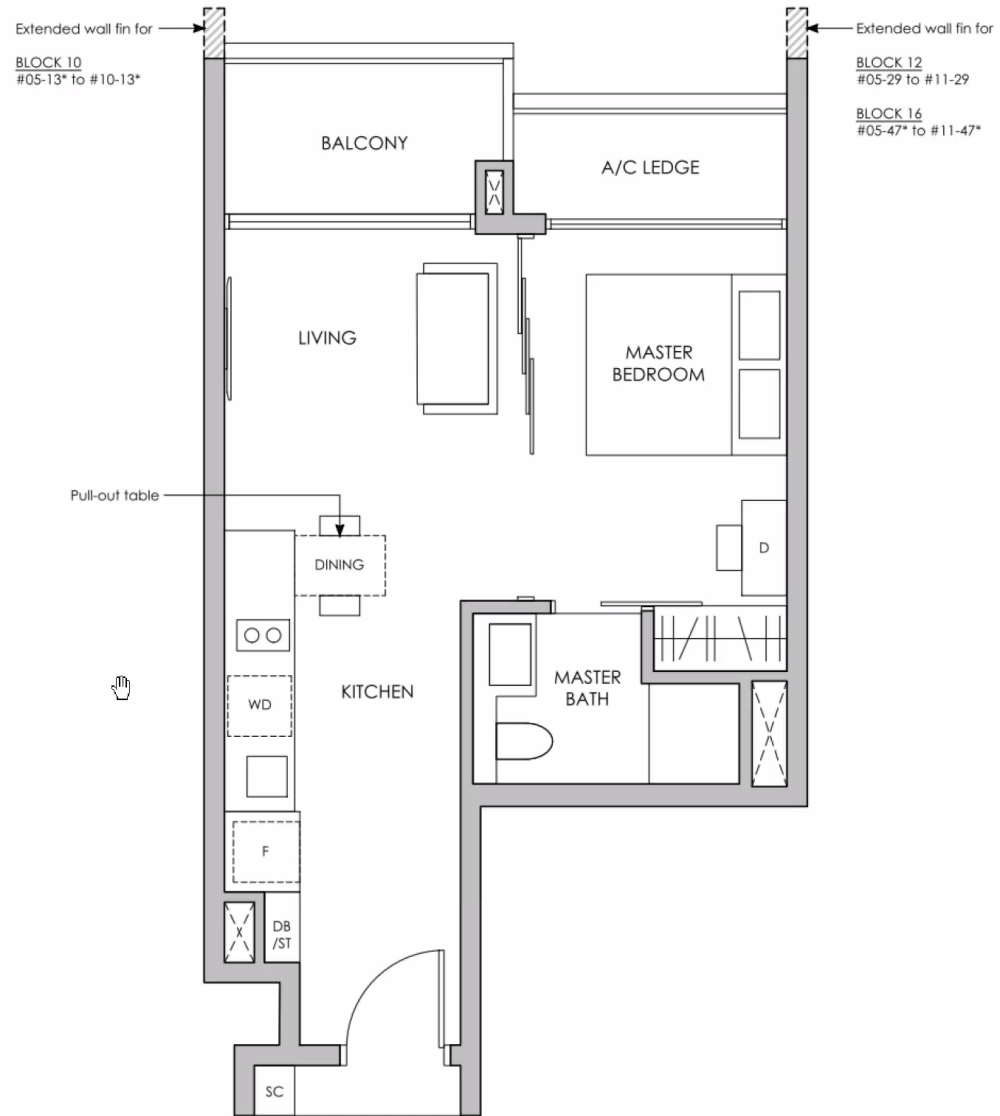 Extended wall fin for
BLOCK 10
#05-13* to #10-13*
Extended wall fin for
BLOCK 12
#05-29 to #11-29
BLOCK 16
#05-47* to #11-47*
BALCONY
A/C LEDGE
LIVING
MASTER
BEDROOM
Pull-out table
DINING
D
KITCHEN
MASTER
BATH
WD
F
DB
/ST
SC